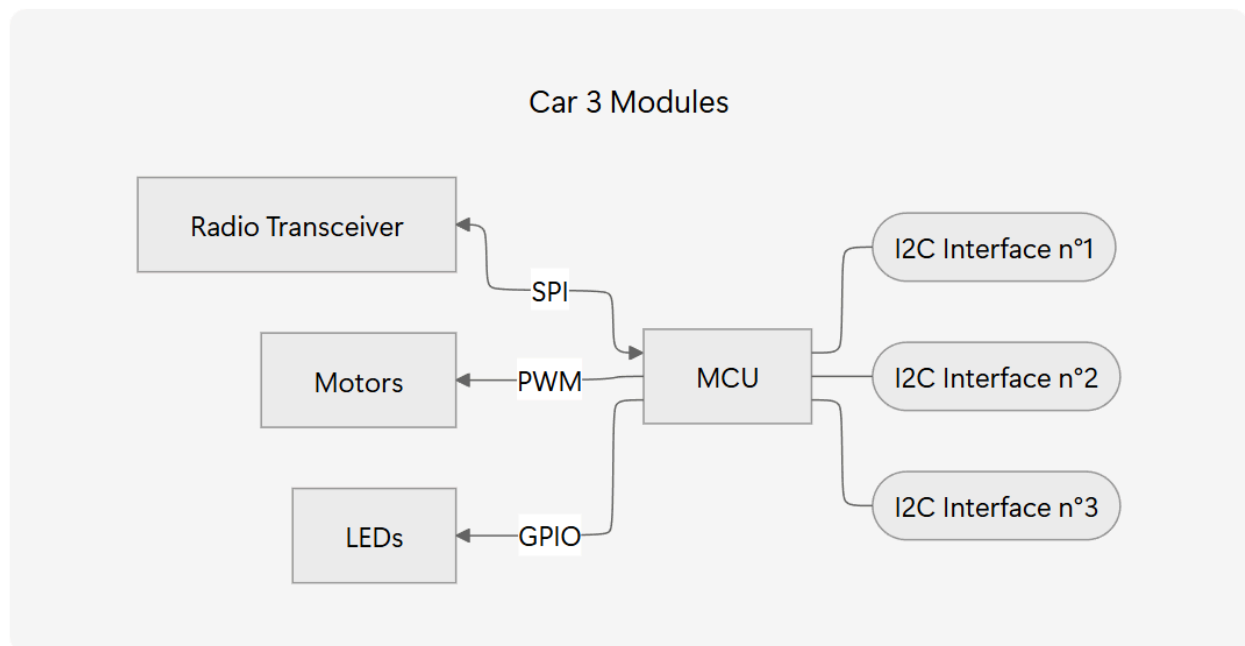 Car 3 Modules
Radio Transceiver
SPI
Motors
PWM
MCU
LEDs
GPIO
I2C Interface n°1
I2C Interface n°2
I2C Interface n°3